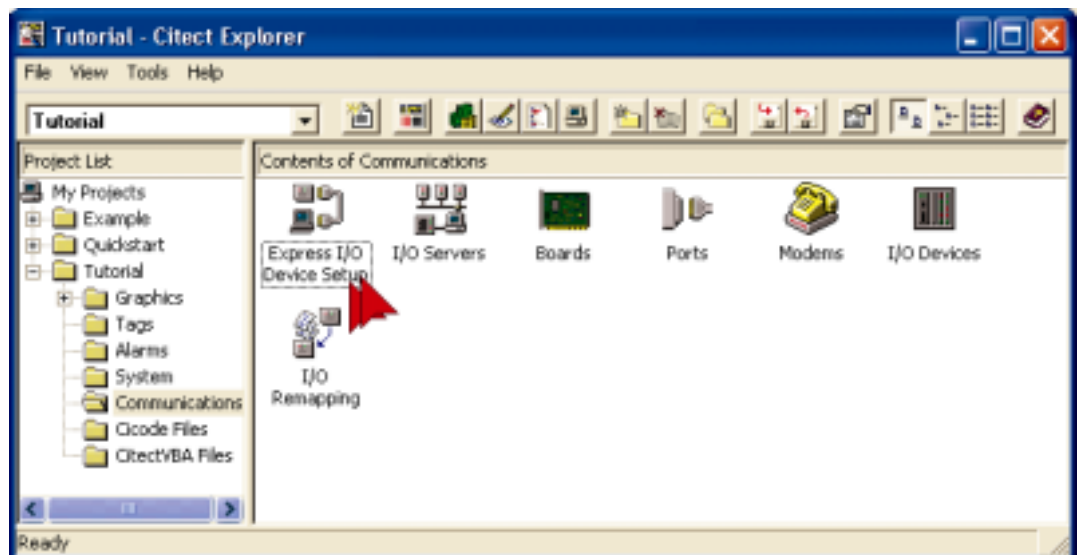 Tutorial - Citect Explorer
File View Tools Help
Tutorial
Project List
Contents of Communications
My Projects
Example
Quickstart
Tutorial
Graphics
Tags
Alarms
System
Communications
Cicode Files
CitectVBA Files
Express I/O
Device Setup
I/O Servers
Boards
Ports
Modems
I/O Devices
I/O
Remapping
Ready